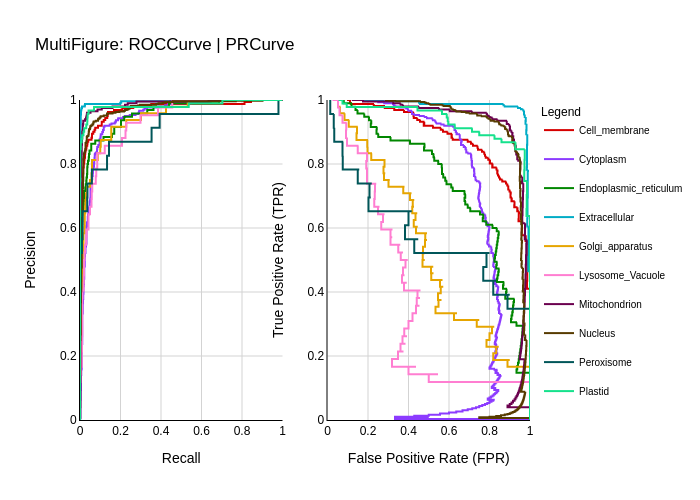 MultiFigure: ROCCurve | PRCurve
Legend
Cell_membrane
Cytoplasm
Endoplasmic_reticulum
Extracellular
Golgi_apparatus
Lysosome_Vacuole
Mitochondrion
Nucleus
Peroxisome
Plastid
Precision
1
0.8
0.6
0.4
0.2
0
0 0.2 0.4 0.6 0.8 1
Recall
True Positive Rate (TPR)
1
0.8
0.6
0.4
0.2
0
0 0.2 0.4 0.6 0.8 1
False Positive Rate (FPR)